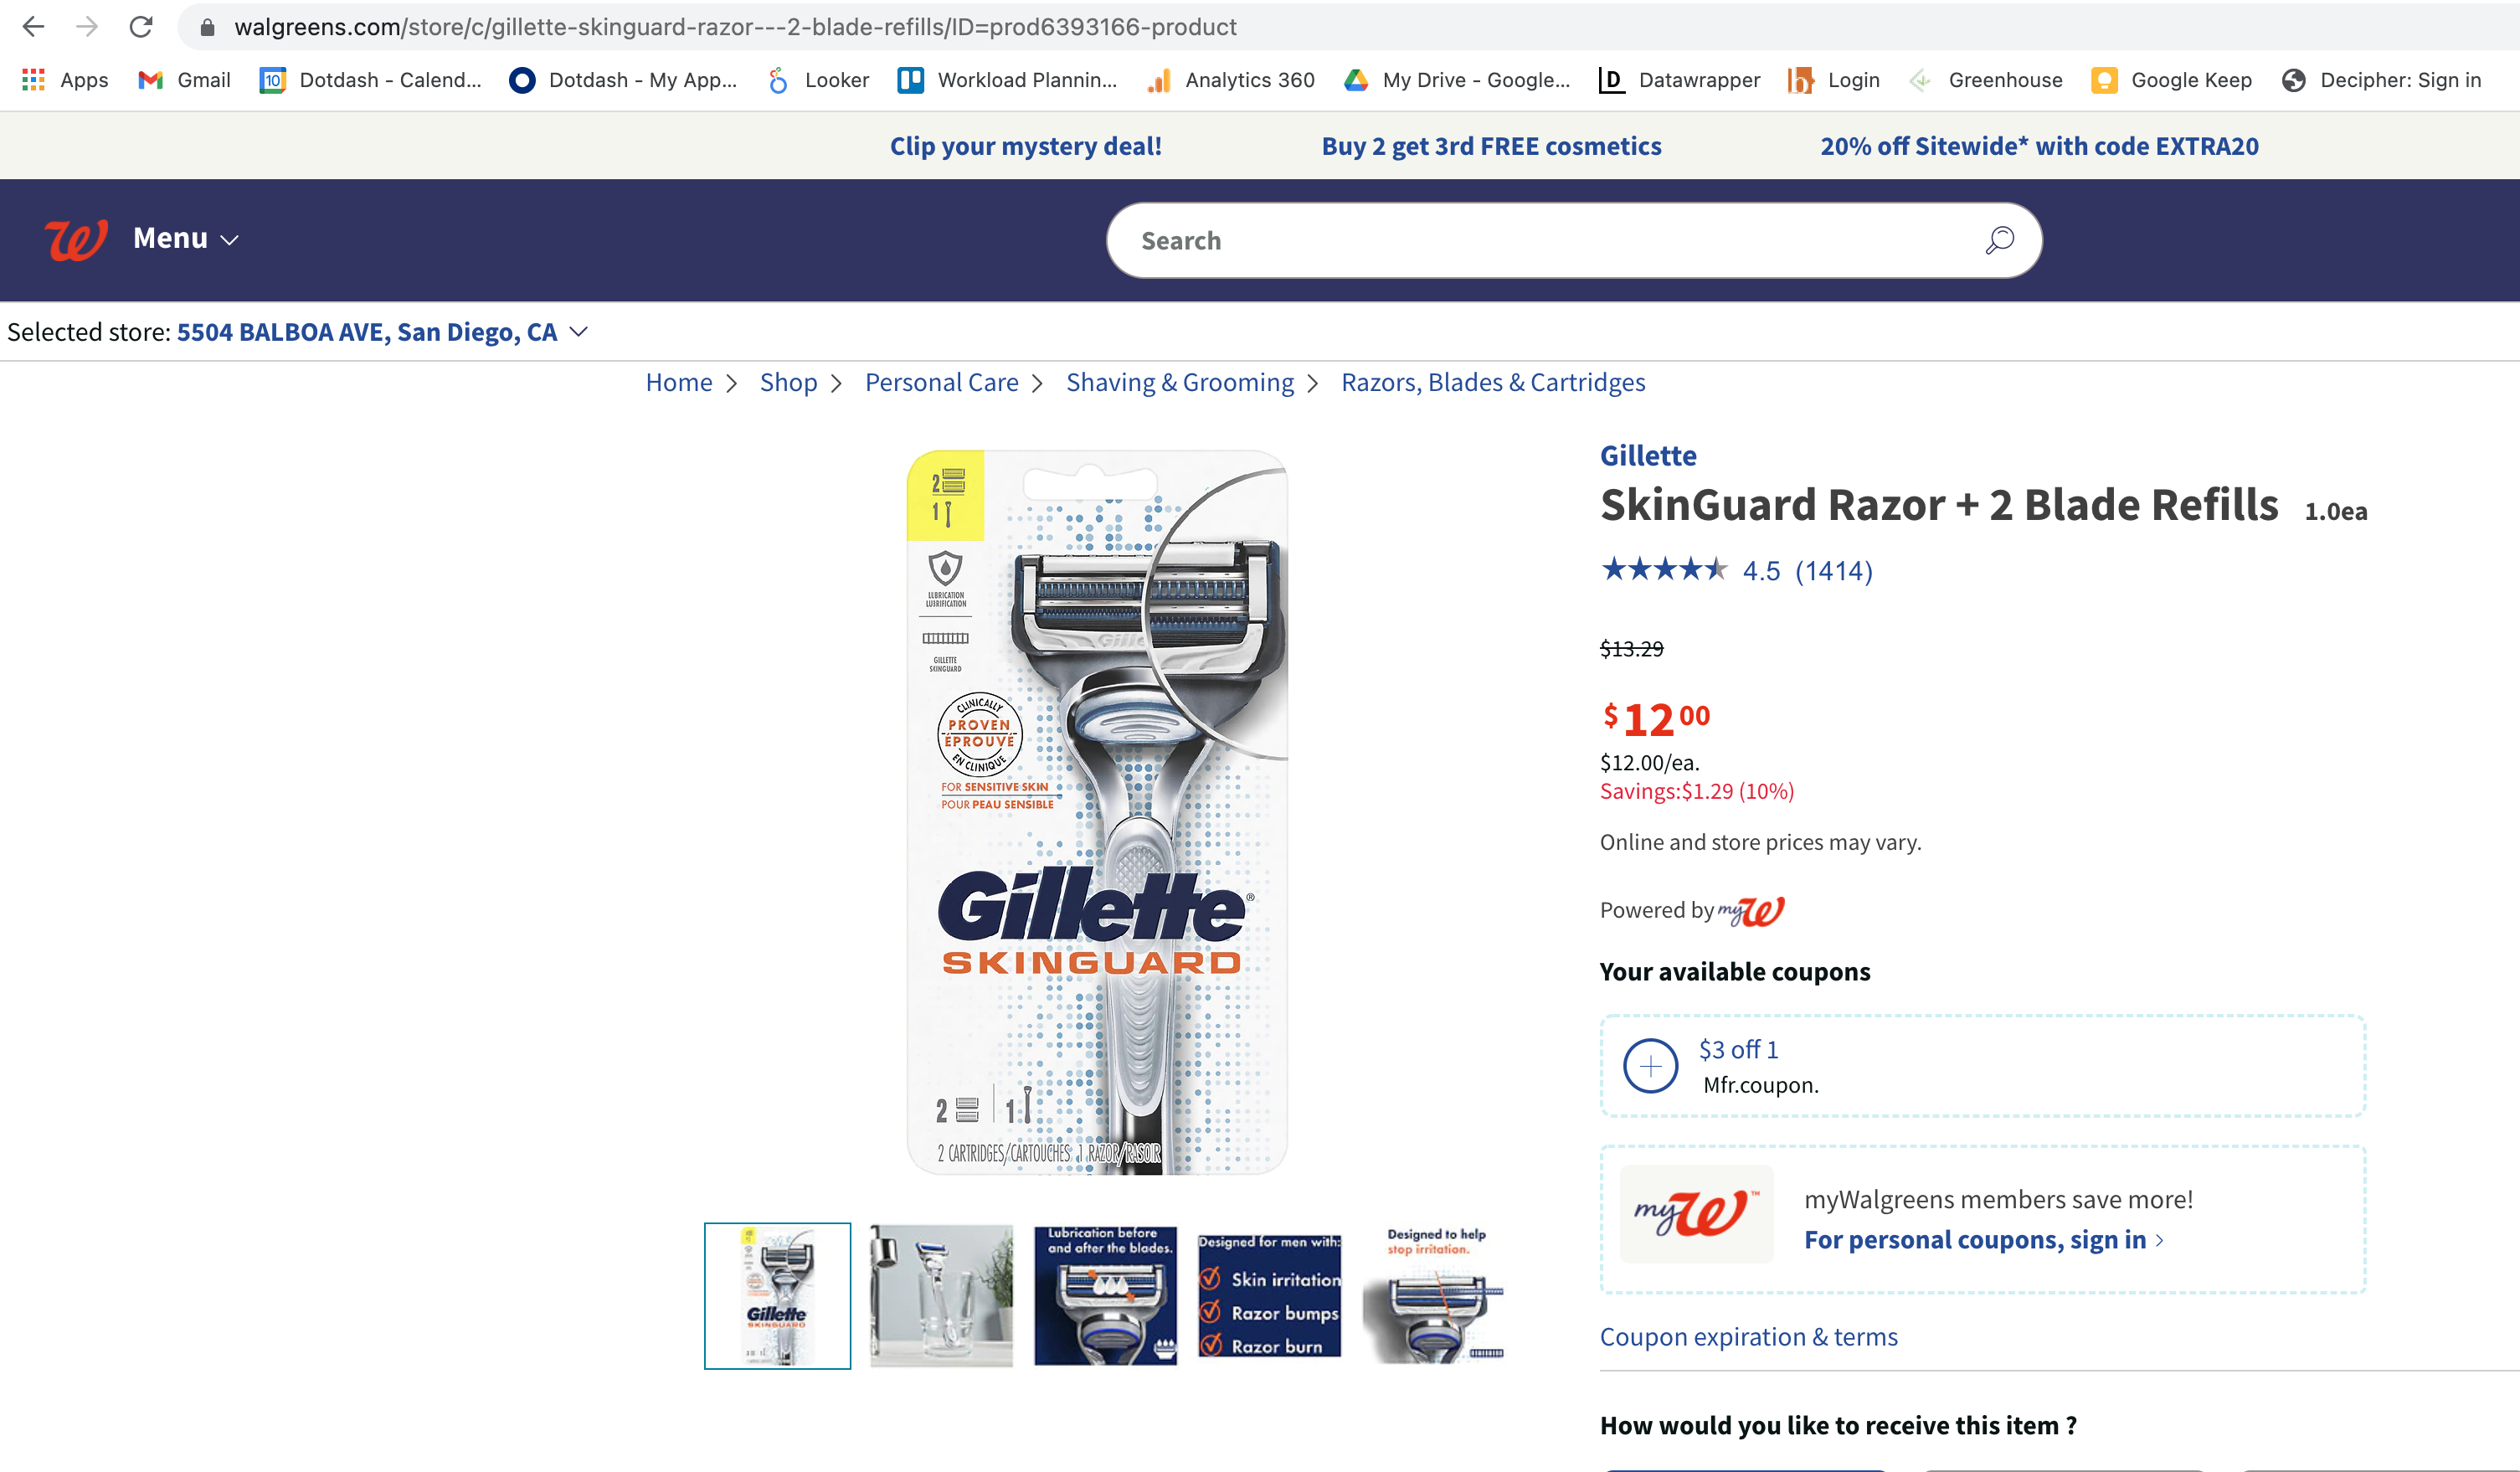 walgreens.com/store/c/gillette-skinguard-razor---2-blade-refills/ID=prod6393166-product
Apps Gmail 10 Dotdash - Calend... Dotdash - My App... Looker Workload Plannin... Analytics 360 My Drive - Google... D Datawrapper Login Greenhouse Google Keep Decipher: Sign in
Clip your mystery deal! Buy 2 get 3rd FREE cosmetics 20% off Sitewide* with code EXTRA20
W Menu Search
Selected store: 5504 BALBOA AVE, San Diego, CA
Home > Shop > Personal Care > Shaving & Grooming > Razors, Blades & Cartridges
2
1
LUBRICATION
LUBRIFICATION
GILLETTE
SKINGUARD
CLINICALLY
PROVEN
ÉPROUVÉ
EN CLINIQUE
FOR SENSITIVE SKIN
POUR PEAU SENSIBLE
Gillette®
SKINGUARD
2 1
2 CARTRIDGES/CARTOUCHES 1 RAZOR/RASOIR
Gillette
SkinGuard Razor + 2 Blade Refills 1.0ea
4.5 (1414)
$13.29
$12 00
$12.00/ea.
Savings:$1.29 (10%)
Online and store prices may vary.
Powered by myW
Your available coupons
$3 off 1
Mfr.coupon.
myW™
myWalgreens members save more!
For personal coupons, sign in >
Coupon expiration & terms
How would you like to receive this item ?
Gillette
SKINGUARD
Lubrication before
and after the blades.
Designed for men with:
Skin irritation
Razor bumps
Razor burn
Designed to help
stop irritation.